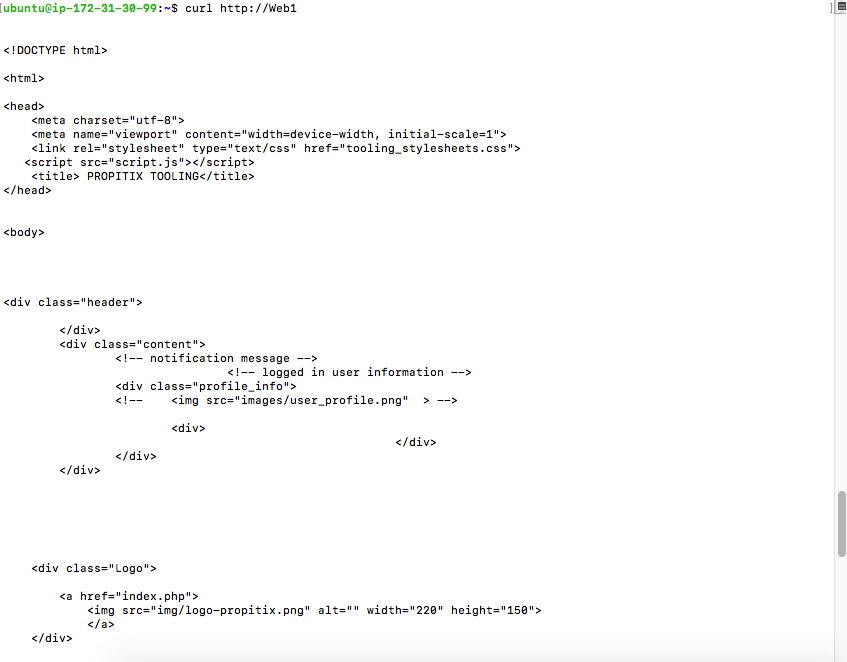 [ubuntu@ip-172-31-30-99:~$ curl http://Web1 ]
<!DOCTYPE html>
<html>
<head>
    <meta charset="utf-8">
    <meta name="viewport" content="width=device-width, initial-scale=1">
    <link rel="stylesheet" type="text/css" href="tooling_stylesheets.css">
   <script src="script.js"></script>
    <title> PROPITIX TOOLING</title>
</head>
<body>
<div class="header">
        </div>
        <div class="content">
                <!-- notification message -->
                                <!-- logged in user information -->
                <div class="profile_info">
                <!--    <img src="images/user_profile.png"  > -->
                        <div>
                                                        </div>
                </div>
        </div>
    <div class="Logo">
        <a href="index.php">
            <img src="img/logo-propitix.png" alt="" width="220" height="150">
            </a>
    </div>